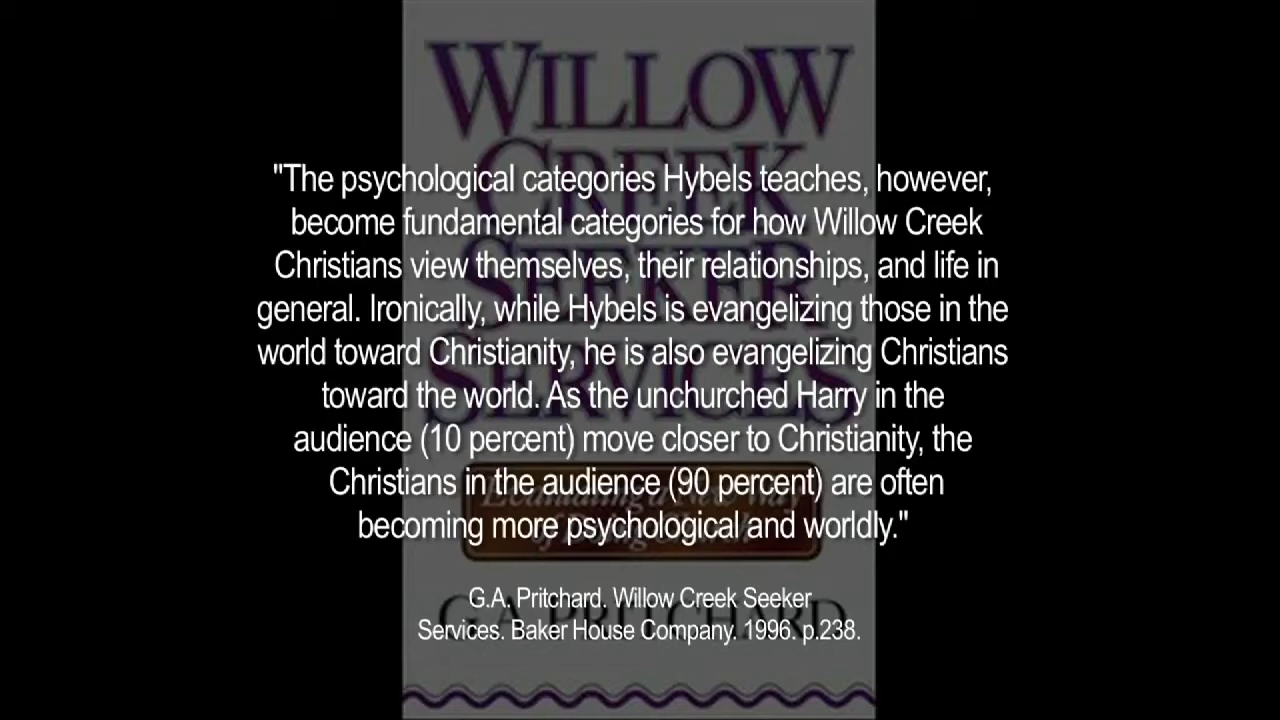 "The psychological categories Hybels teaches, however,
become fundamental categories for how Willow Creek
Christians view themselves, their relationships, and life in
general. Ironically, while Hybels is evangelizing those in the
world toward Christianity, he is also evangelizing Christians
toward the world. As the unchurched Harry in the
audience (10 percent) move closer to Christianity, the
Christians in the audience (90 percent) are often
becoming more psychological and worldly."
G.A. Pritchard. Willow Creek Seeker
Services. Baker House Company. 1996. p.238.
WILLOW
CREEK
SEEKER
SERVICES
G.A. PRITCHARD